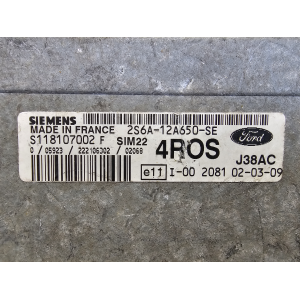 SIEMENS 2S6A-12A650-SE
MADE IN FRANCE
S118107002 F SIM22 4ROS Ford
0 / 05923 / 222106302 / 02068 J38AC
e11 I-00 2081 02-03-09